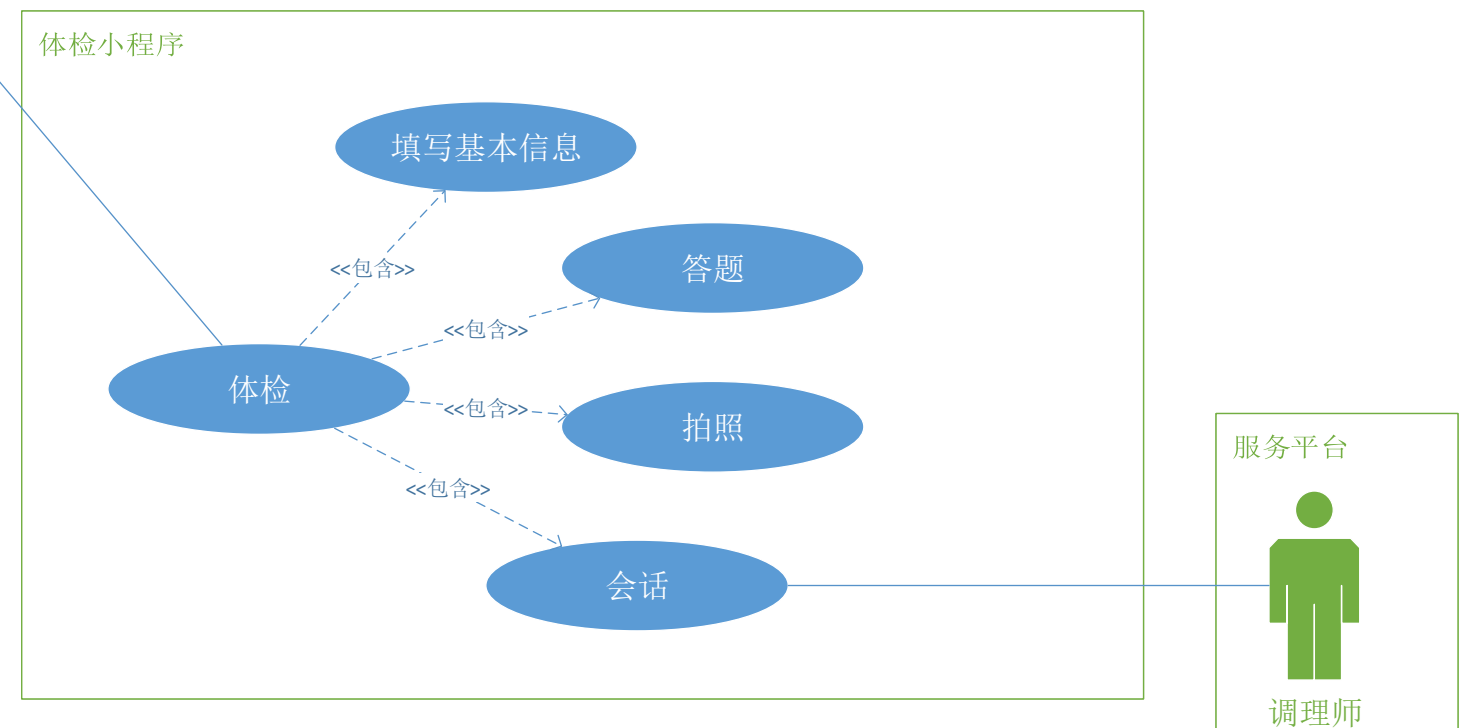 体检小程序
填写基本信息
<<包含>>
答题
<<包含>>
体检
<<包含>>
拍照
服务平台
<<包含>>
会话
调理师